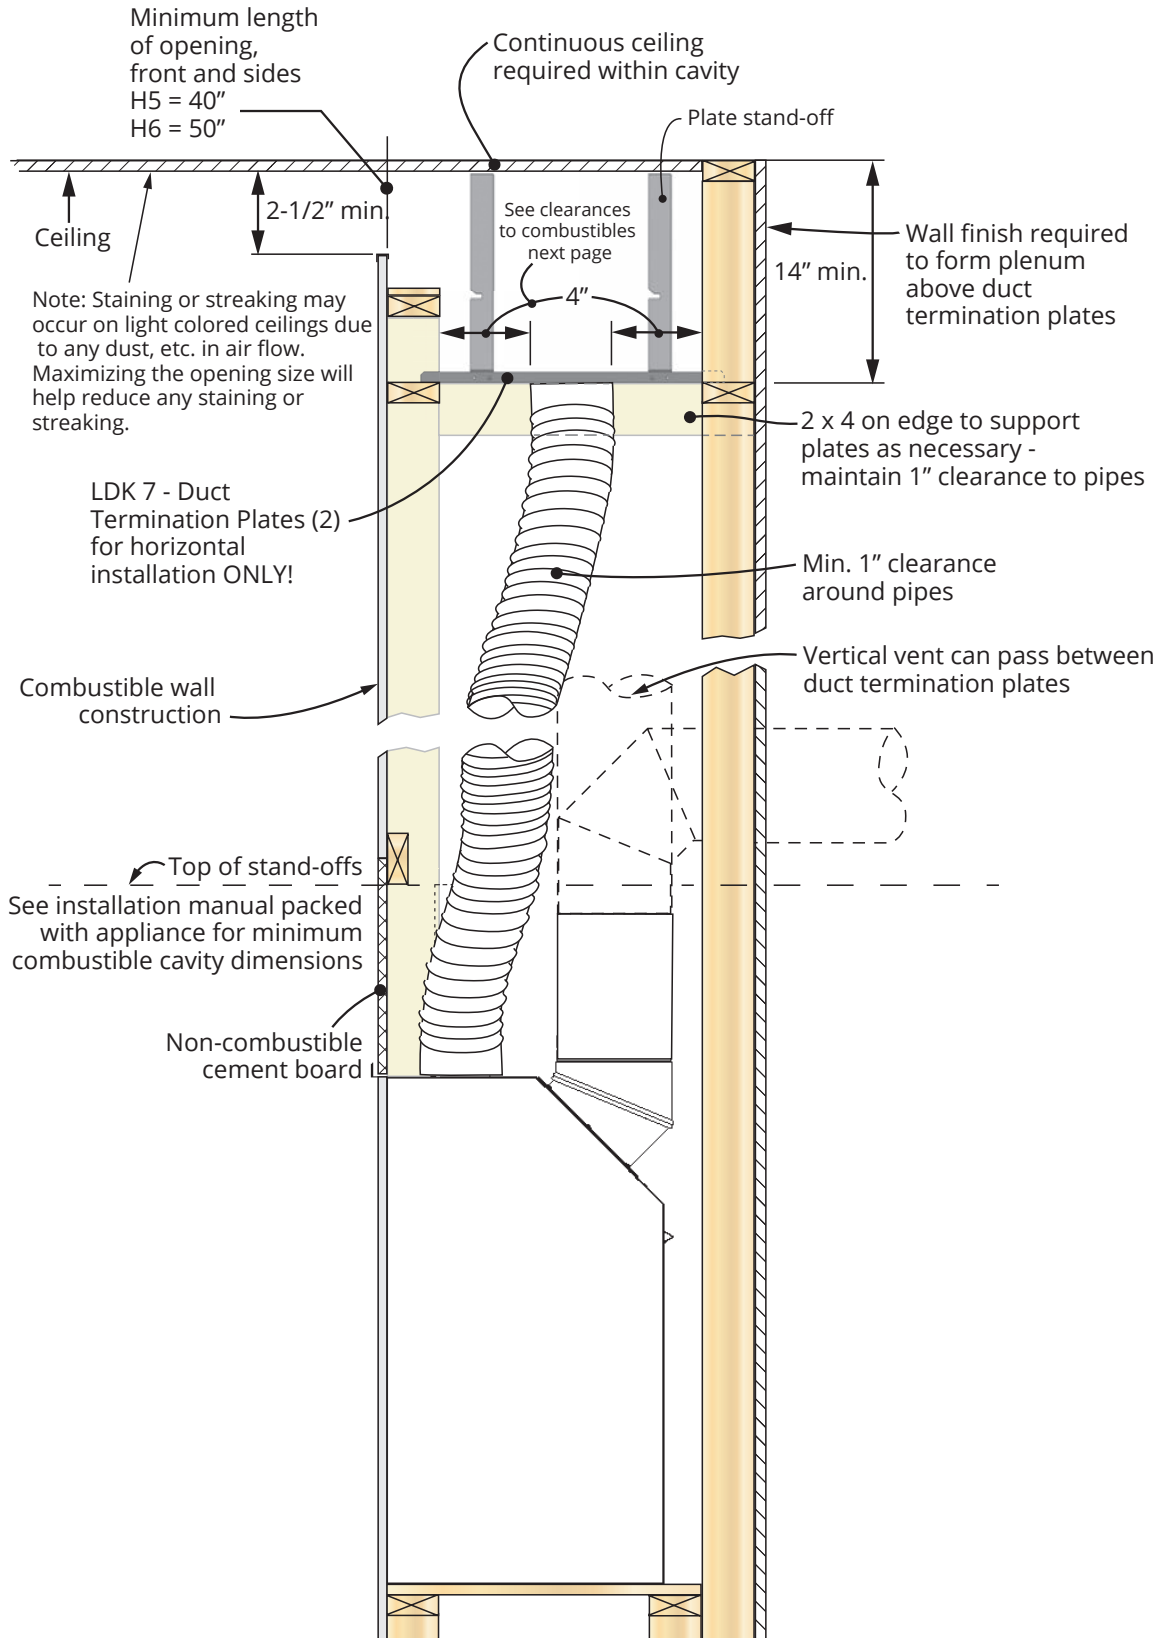 Minimum length
of opening,
front and sides
H5 = 40”
H6 = 50”
Continuous ceiling
required within cavity
Plate stand-off
2-1/2” min.
Ceiling
See clearances
to combustibles
next page
4”
14” min.
Wall finish required
to form plenum
above duct
termination plates
Note: Staining or streaking may
occur on light colored ceilings due
to any dust, etc. in air flow.
Maximizing the opening size will
help reduce any staining or
streaking.
2 x 4 on edge to support
plates as necessary -
maintain 1” clearance to pipes
LDK 7 - Duct
Termination Plates (2)
for horizontal
installation ONLY!
Min. 1” clearance
around pipes
Vertical vent can pass between
duct termination plates
Combustible wall
construction
Top of stand-offs
See installation manual packed
with appliance for minimum
combustible cavity dimensions
Non-combustible
cement board